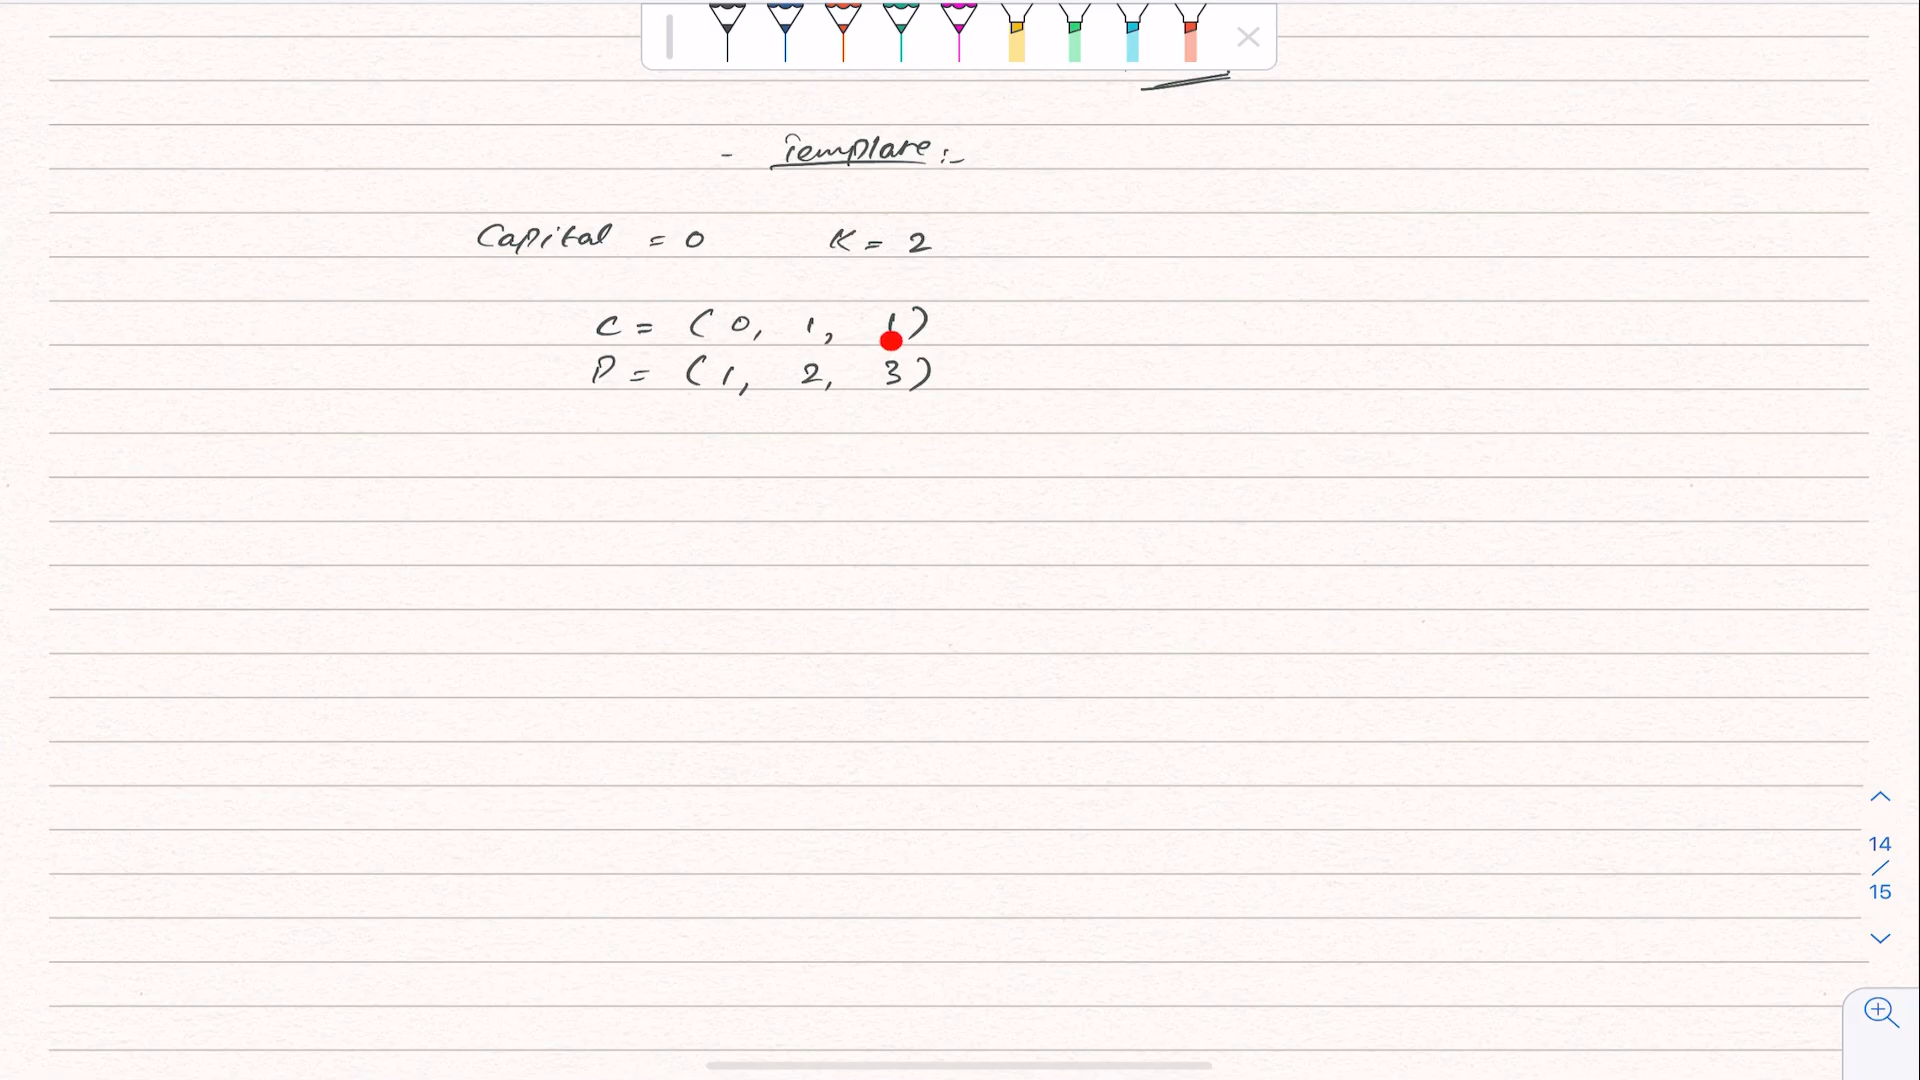 - Template :-
Capital = 0 K = 2
C = ( 0, 1, 1 )
P = ( 1, 2, 3 )
14
/
15